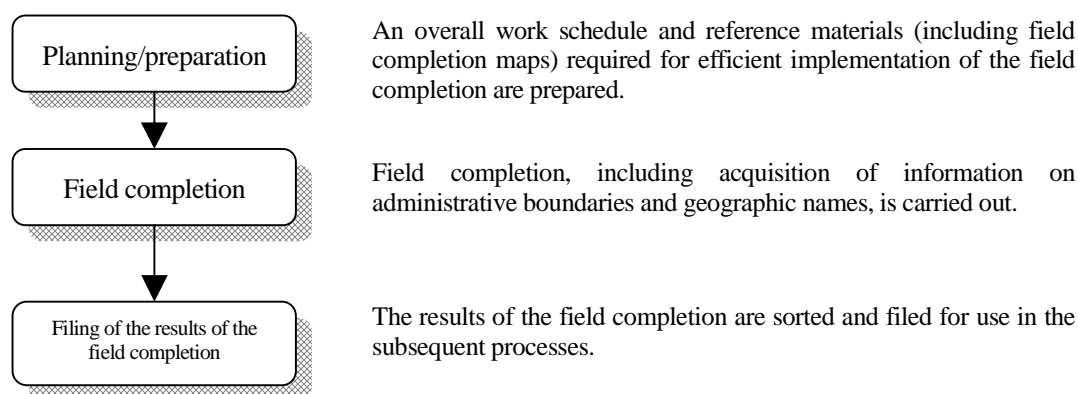 Planning/preparation
An overall work schedule and reference materials (including field
completion maps) required for efficient implementation of the field
completion are prepared.
Field completion
Field completion, including acquisition of information on
administrative boundaries and geographic names, is carried out.
Filing of the results of the
field completion
The results of the field completion are sorted and filed for use in the
subsequent processes.